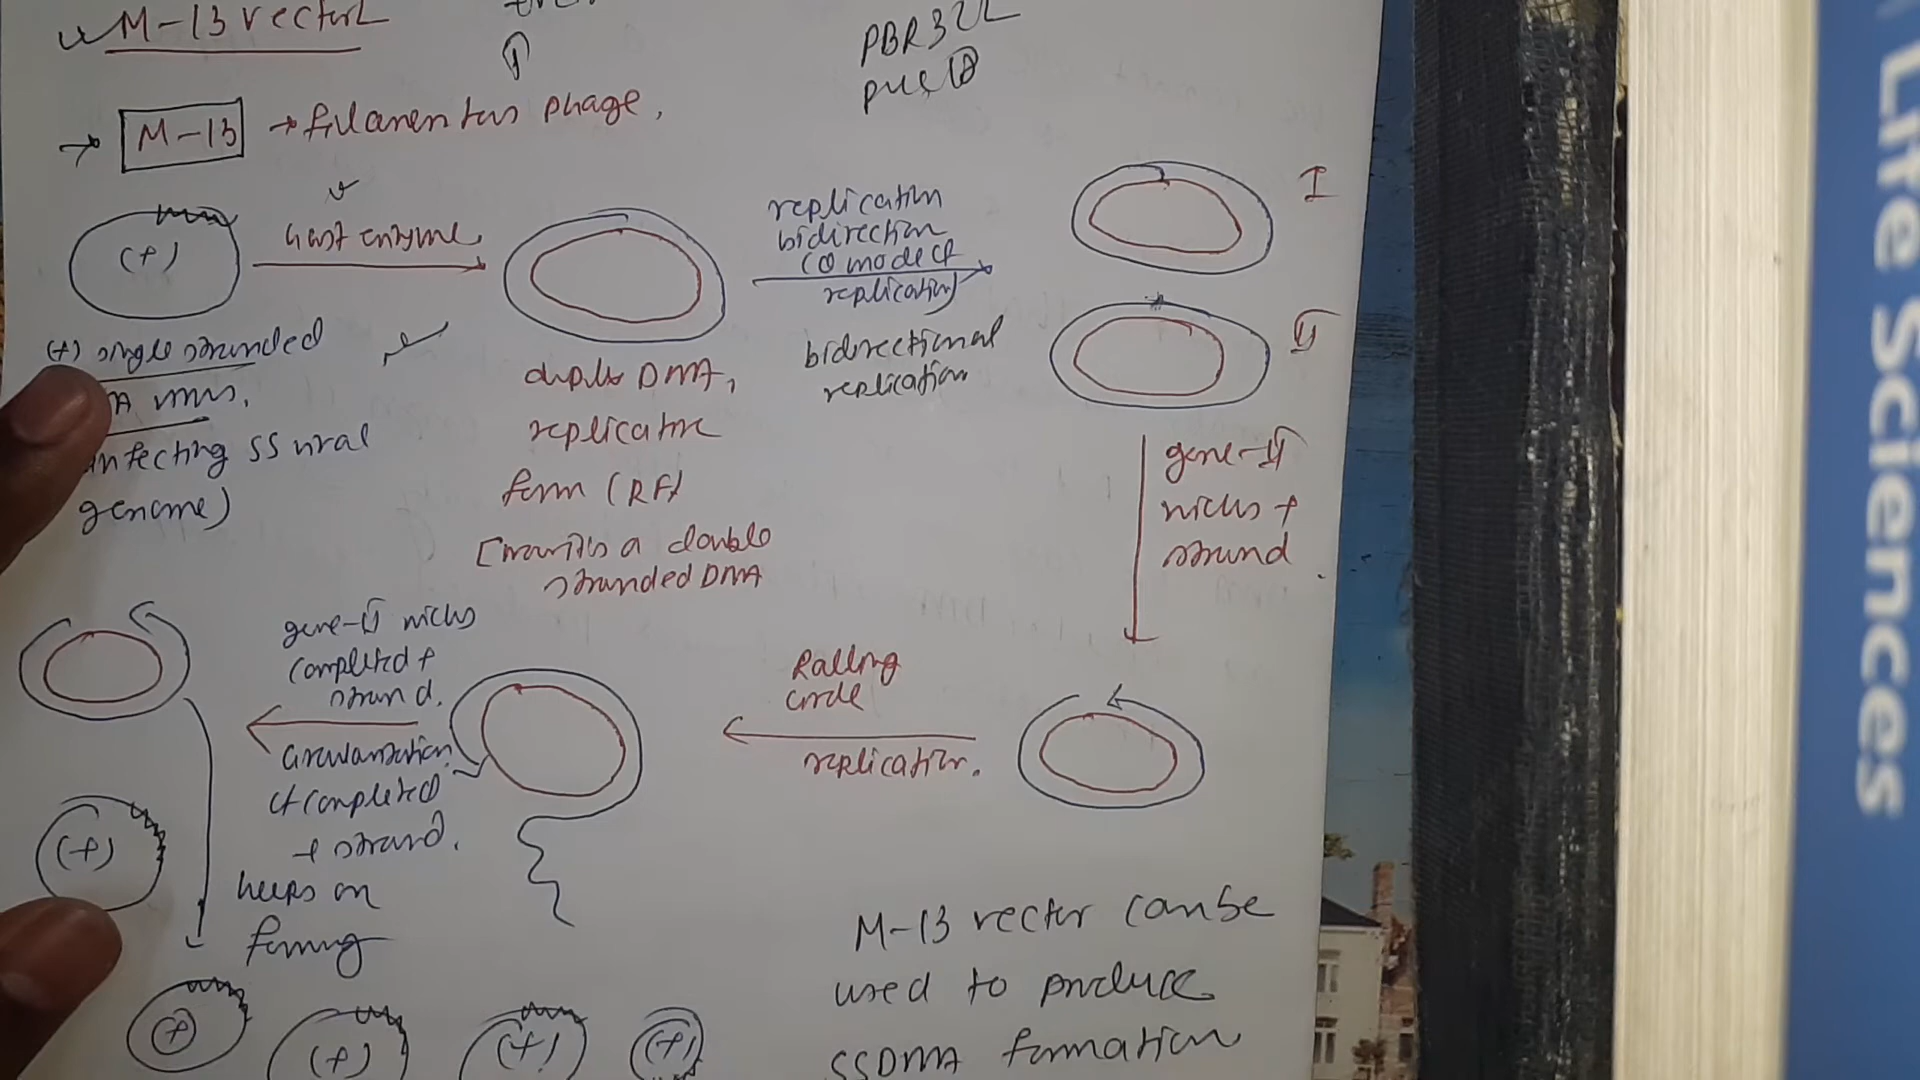 M-13 vector
PBR322
PUC18
→ M-13 → filamentous phage,
(+)
host enzyme
replication
bidirection
(θ mode of
replication)
I
(+) single stranded
infecting SS viral
genome)
duplex DNA,
replicative
form (RF)
a double
stranded DNA
bidirectional
replication
II
gene-II
nicks +
strand
gene-II nicks
completed +
strand.
circularisation
of completed
+ strand.
Rolling
circle
replication.
(+)
keeps on
forming
(+)
(+)
(+)
(+)
M-13 vector can be
used to produce
SSDNA formation
Life Sciences